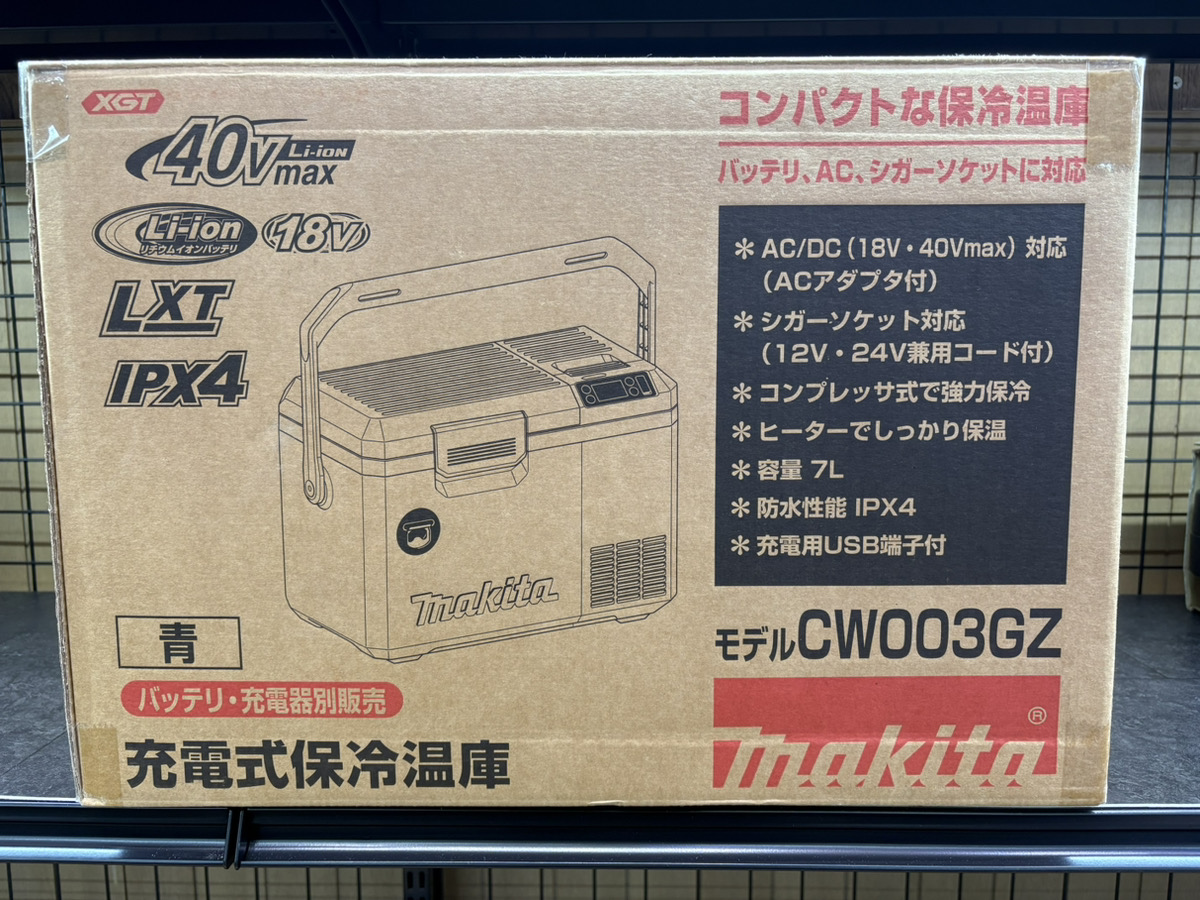 XGT
40Vmax Li-ion
Li-ion 18V
リチウムイオンバッテリ
LXT
IPX4
makita
青
バッテリ・充電器別販売
充電式保冷温庫
コンパクトな保冷温庫
バッテリ、AC、シガーソケットに対応
＊ AC/DC（18V・40Vmax）対応
（ACアダプタ付）
＊ シガーソケット対応
（12V・24V兼用コード付）
＊ コンプレッサ式で強力保冷
＊ ヒーターでしっかり保温
＊ 容量 7L
＊ 防水性能 IPX4
＊ 充電用USB端子付
モデルCW003GZ
makita®